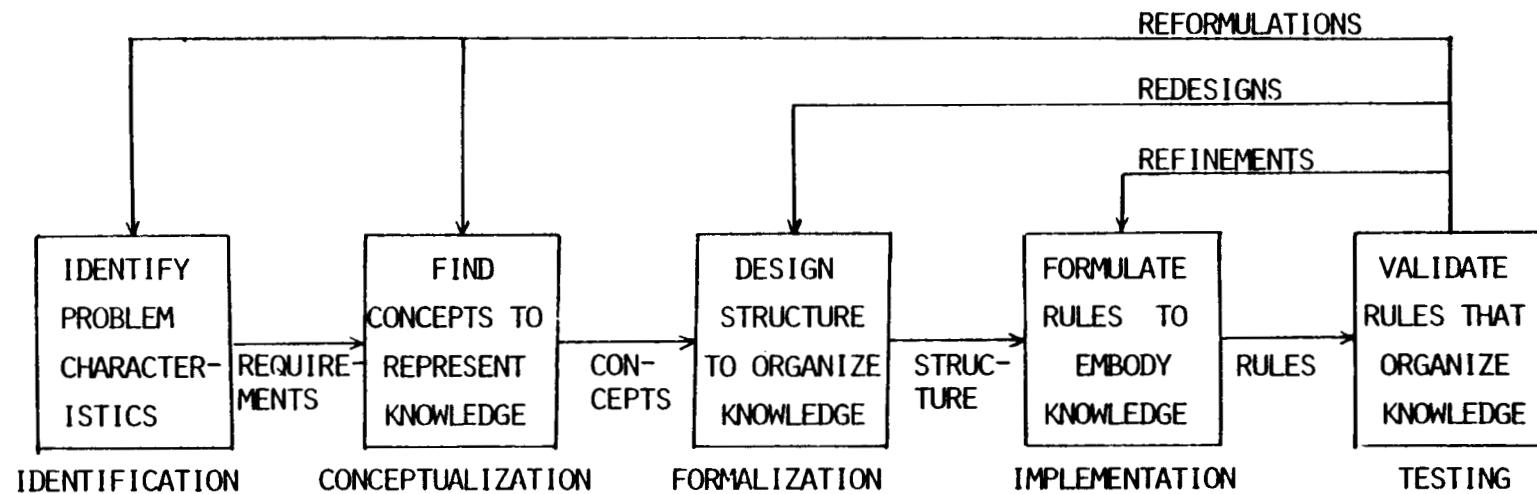 REFORMULATIONS
REDESIGNS
REFINEMENTS
IDENTIFY
PROBLEM
CHARACTER-
ISTICS
REQUIRE-
MENTS
FIND
CONCEPTS TO
REPRESENT
KNOWLEDGE
CON-
CEPTS
DESIGN
STRUCTURE
TO ORGANIZE
KNOWLEDGE
STRUC-
TURE
FORMULATE
RULES TO
EMBODY
KNOWLEDGE
RULES
VALIDATE
RULES THAT
ORGANIZE
KNOWLEDGE
IDENTIFICATION
CONCEPTUALIZATION
FORMALIZATION
IMPLEMENTATION
TESTING